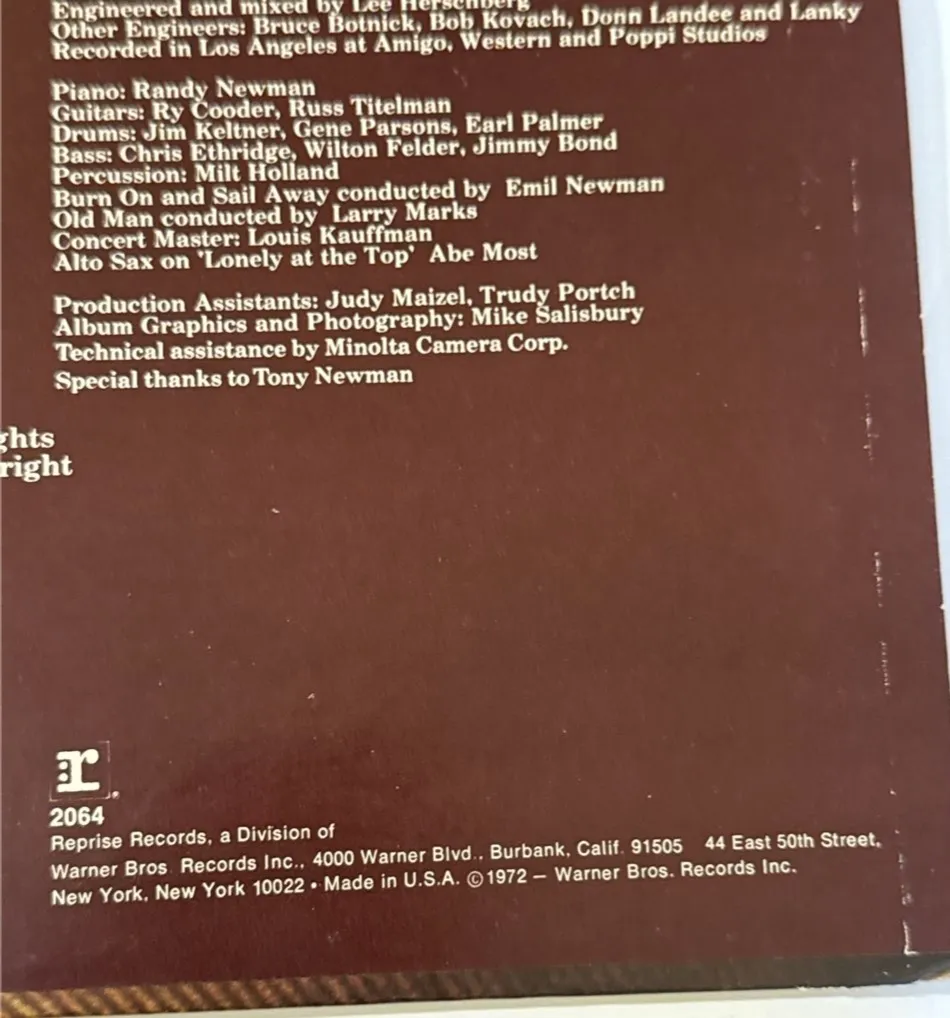 Engineered and mixed by Lee Herschberg
Other Engineers: Bruce Botnick, Bob Kovach, Donn Landee and Lanky
Recorded in Los Angeles at Amigo, Western and Poppi Studios
Piano: Randy Newman
Guitars: Ry Cooder, Russ Titelman
Drums: Jim Keltner, Gene Parsons, Earl Palmer
Bass: Chris Ethridge, Wilton Felder, Jimmy Bond
Percussion: Milt Holland
Burn On and Sail Away conducted by Emil Newman
Old Man conducted by Larry Marks
Concert Master: Louis Kauffman
Alto Sax on 'Lonely at the Top' Abe Most
Production Assistants: Judy Maizel, Trudy Portch
Album Graphics and Photography: Mike Salisbury
Technical assistance by Minolta Camera Corp.
Special thanks to Tony Newman
ghts
right
r
2064
Reprise Records, a Division of
Warner Bros. Records Inc., 4000 Warner Blvd., Burbank, Calif. 91505 44 East 50th Street,
New York, New York 10022 • Made in U.S.A. © 1972 — Warner Bros. Records Inc.